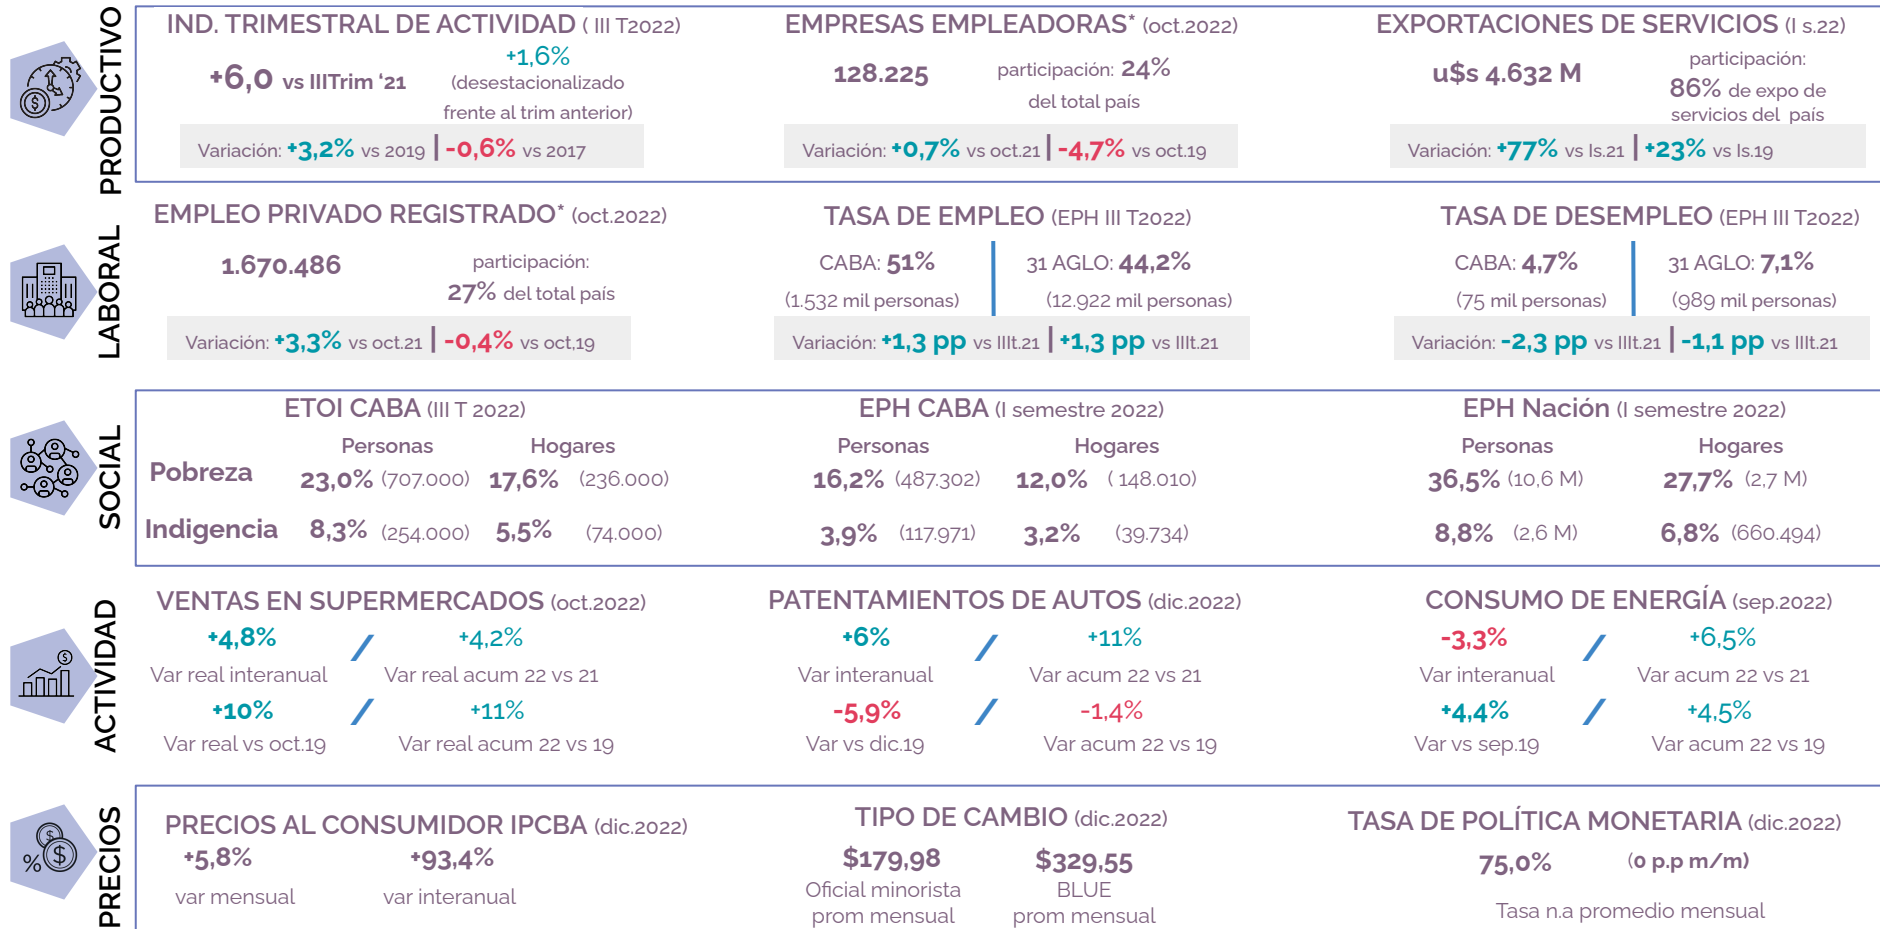 PRODUCTIVO
IND. TRIMESTRAL DE ACTIVIDAD ( III T2022)
+6,0 vs IIITrim ‘21
+1,6%
(desestacionalizado
frente al trim anterior)
Variación: +3,2% vs 2019 | -0,6% vs 2017
EMPRESAS EMPLEADORAS* (oct.2022)
128.225
participación: 24%
del total país
Variación: +0,7% vs oct.21 | -4,7% vs oct.19
EXPORTACIONES DE SERVICIOS (I s.22)
u$s 4.632 M
participación:
86% de expo de
servicios del país
Variación: +77% vs Is.21 | +23% vs Is.19
LABORAL
EMPLEO PRIVADO REGISTRADO* (oct.2022)
1.670.486
participación:
27% del total país
Variación: +3,3% vs oct.21 | -0,4% vs oct,19
TASA DE EMPLEO (EPH III T2022)
CABA: 51%
(1.532 mil personas)
31 AGLO: 44,2%
(12.922 mil personas)
Variación: +1,3 pp vs IIIt.21 | +1,3 pp vs IIIt.21
TASA DE DESEMPLEO (EPH III T2022)
CABA: 4,7%
(75 mil personas)
31 AGLO: 7,1%
(989 mil personas)
Variación: -2,3 pp vs IIIt.21 | -1,1 pp vs IIIt.21
SOCIAL
ETOI CABA (III T 2022)
Personas Hogares
Pobreza 23,0% (707.000) 17,6% (236.000)
Indigencia 8,3% (254.000) 5,5% (74.000)
EPH CABA (I semestre 2022)
Personas Hogares
16,2% (487.302) 12,0% ( 148.010)
3,9% (117.971) 3,2% (39.734)
EPH Nación (I semestre 2022)
Personas Hogares
36,5% (10,6 M) 27,7% (2,7 M)
8,8% (2,6 M) 6,8% (660.494)
ACTIVIDAD
VENTAS EN SUPERMERCADOS (oct.2022)
+4,8% / +4,2%
Var real interanual Var real acum 22 vs 21
+10% / +11%
Var real vs oct.19 Var real acum 22 vs 19
PATENTAMIENTOS DE AUTOS (dic.2022)
+6% / +11%
Var interanual Var acum 22 vs 21
-5,9% / -1,4%
Var vs dic.19 Var acum 22 vs 19
CONSUMO DE ENERGÍA (sep.2022)
-3,3% / +6,5%
Var interanual Var acum 22 vs 21
+4,4% / +4,5%
Var vs sep.19 Var acum 22 vs 19
PRECIOS
PRECIOS AL CONSUMIDOR IPCBA (dic.2022)
+5,8% +93,4%
var mensual var interanual
TIPO DE CAMBIO (dic.2022)
$179,98 $329,55
Oficial minorista BLUE
prom mensual prom mensual
TASA DE POLÍTICA MONETARIA (dic.2022)
75,0% (0 p.p m/m)
Tasa n.a promedio mensual